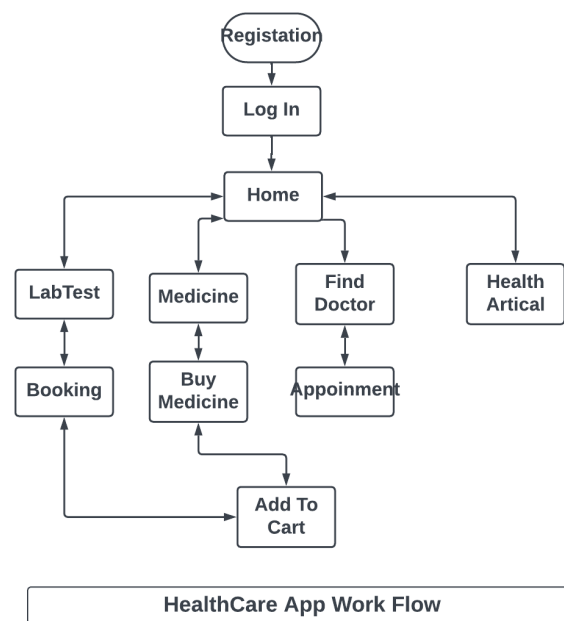 Registation
Log In
Home
LabTest
Medicine
Find
Doctor
Health
Artical
Booking
Buy
Medicine
Appoinment
Add To
Cart
HealthCare App Work Flow